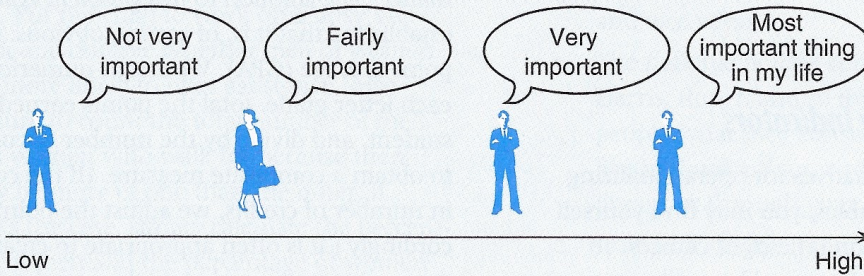 Not very
important
Fairly
important
Very
important
Most
important thing
in my life
Low
High